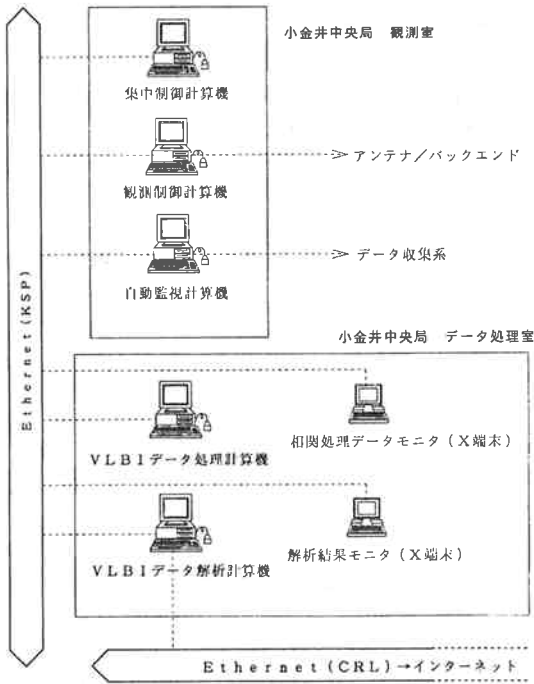 小金井中央局　観測室
集中制御計算機
アンテナ／バックエンド
観測制御計算機
データ収集系
自動監視計算機
Ethernet(KSP)
小金井中央局　データ処理室
相関処理データモニタ（X端末）
VLBIデータ処理計算機
解析結果モニタ（X端末）
VLBIデータ解析計算機
Ethernet(CRL)→インターネット